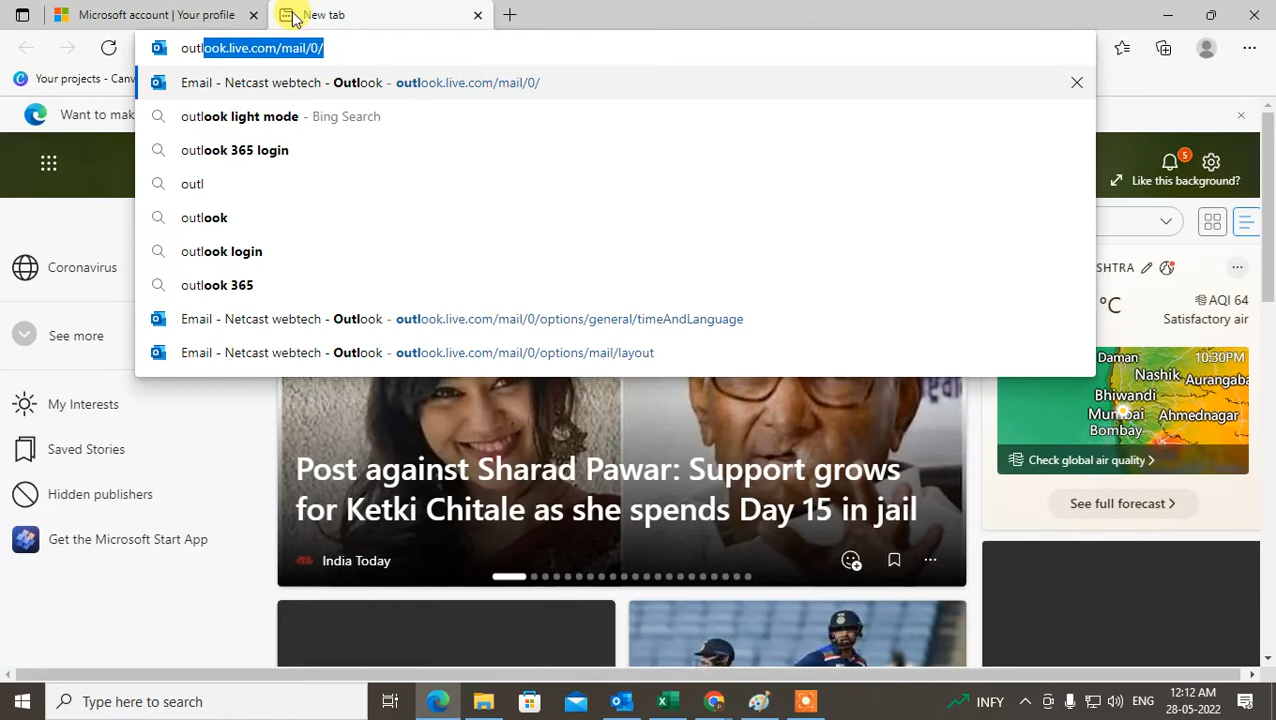 Microsoft account | Your profile
New tab
outlook.live.com/mail/0/
Your projects - Canv
Email - Netcast webtech - Outlook - outlook.live.com/mail/0/
Want to mak
outlook light mode - Bing Search
outlook 365 login
outl
outlook
outlook login
outlook 365
Email - Netcast webtech - Outlook - outlook.live.com/mail/0/options/general/timeAndLanguage
Email - Netcast webtech - Outlook - outlook.live.com/mail/0/options/mail/layout
5
Like this background?
Coronavirus
See more
My Interests
Saved Stories
Hidden publishers
Get the Microsoft Start App
Post against Sharad Pawar: Support grows
for Ketki Chitale as she spends Day 15 in jail
India Today
SHTRA
°C
AQI 64
Satisfactory air
Daman
10:30PM
Nashik
Aurangaba
Bhiwandi
Mumbai
Ahmednagar
Bombay
Check global air quality
See full forecast
Type here to search
INFY
ENG
12:12 AM
28-05-2022